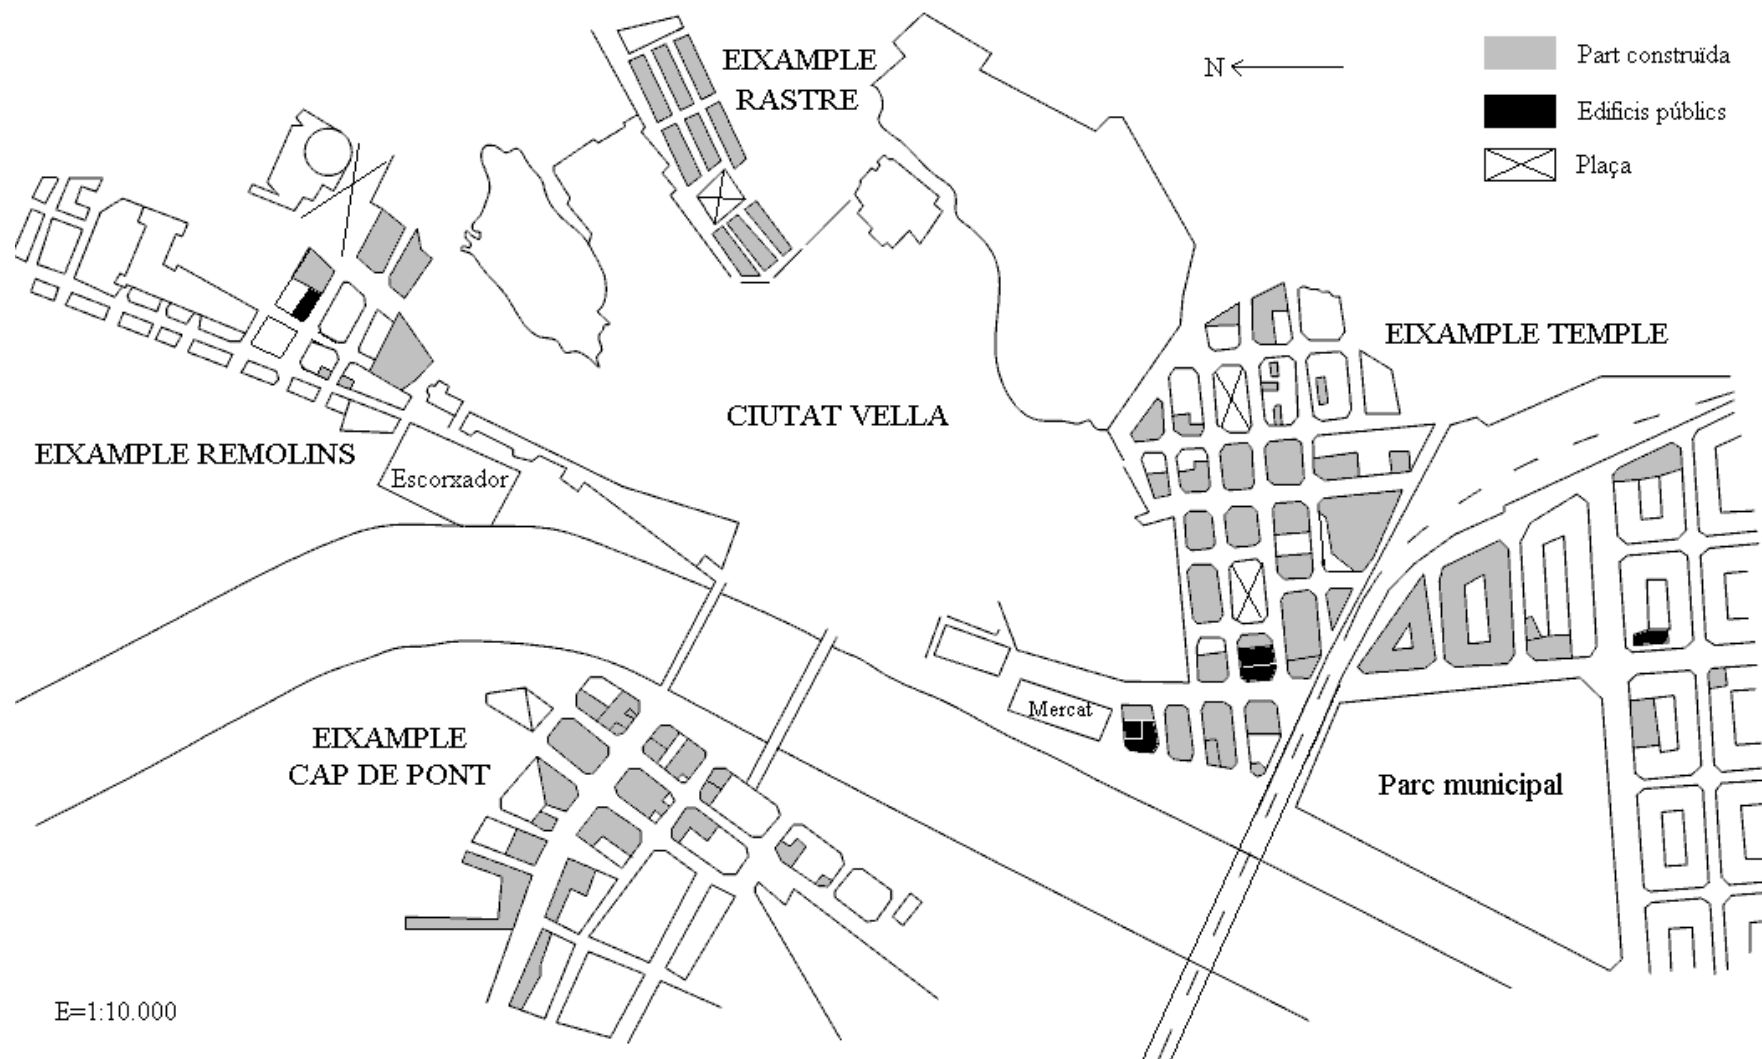 EIXAMPLE
RASTRE
N
Part construïda
Edificis públics
Plaça
EIXAMPLE TEMPLE
CIUTAT VELLA
EIXAMPLE REMOLINS
Escorxador
Mercat
EIXAMPLE
CAP DE PONT
Parc municipal
E=1:10.000